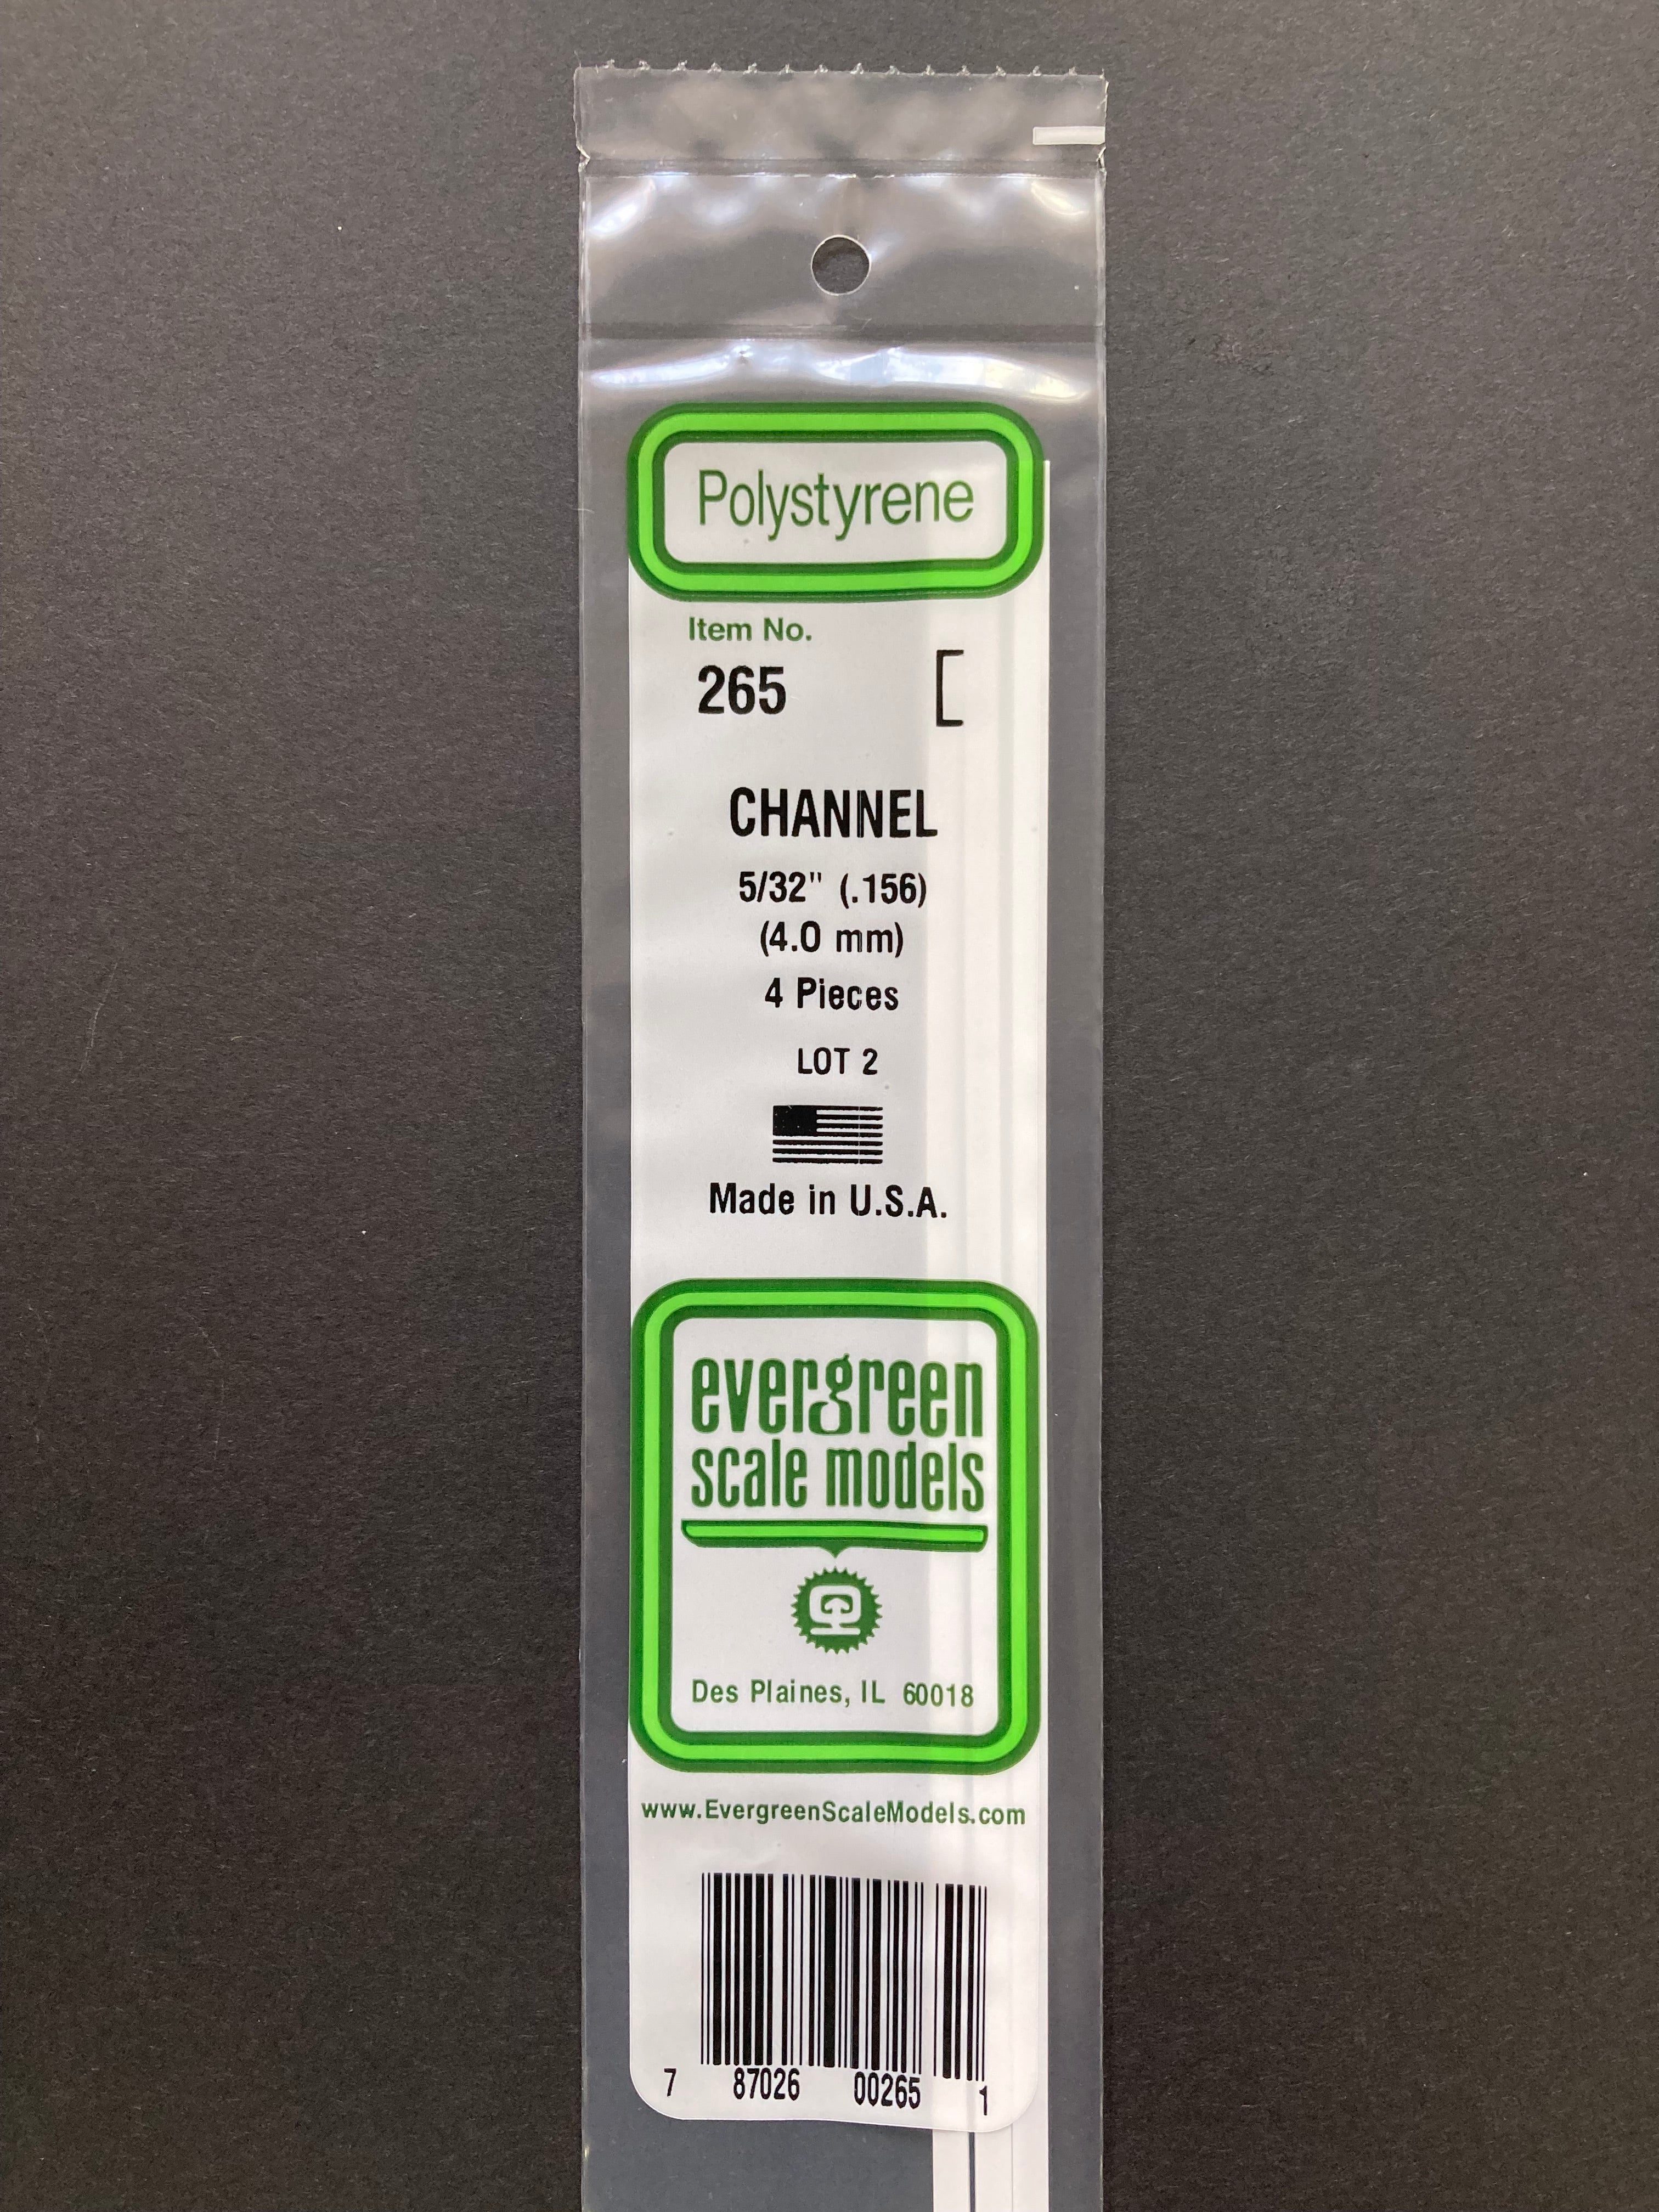 Polystyrene
Item No.
265
CHANNEL
5/32" (.156)
(4.0 mm)
4 Pieces
LOT 2
Made in U.S.A.
evergreen
scale models
Des Plaines, IL 60018
www.EvergreenScaleModels.com
7 87026 00265 1